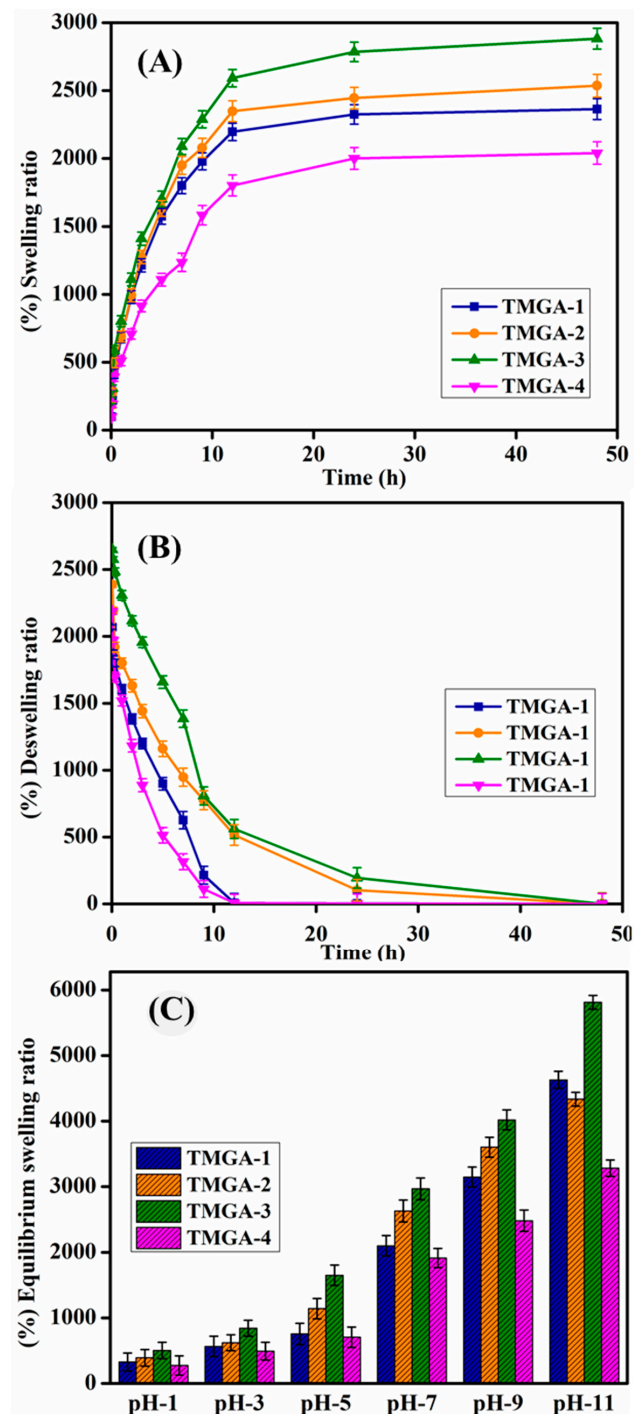 3000
(A)
2500
2000
1500
1000
500
0
(%) Swelling ratio
TMGA-1
TMGA-2
TMGA-3
TMGA-4
0 10 20 30 40 50
Time (h)
3000
(B)
2500
2000
1500
1000
500
0
(%) Deswelling ratio
TMGA-1
TMGA-1
TMGA-1
TMGA-1
0 10 20 30 40 50
Time (h)
6000
(C)
5000
4000
3000
2000
1000
0
(%) Equilibrium swelling ratio
TMGA-1
TMGA-2
TMGA-3
TMGA-4
pH-1 pH-3 pH-5 pH-7 pH-9 pH-11